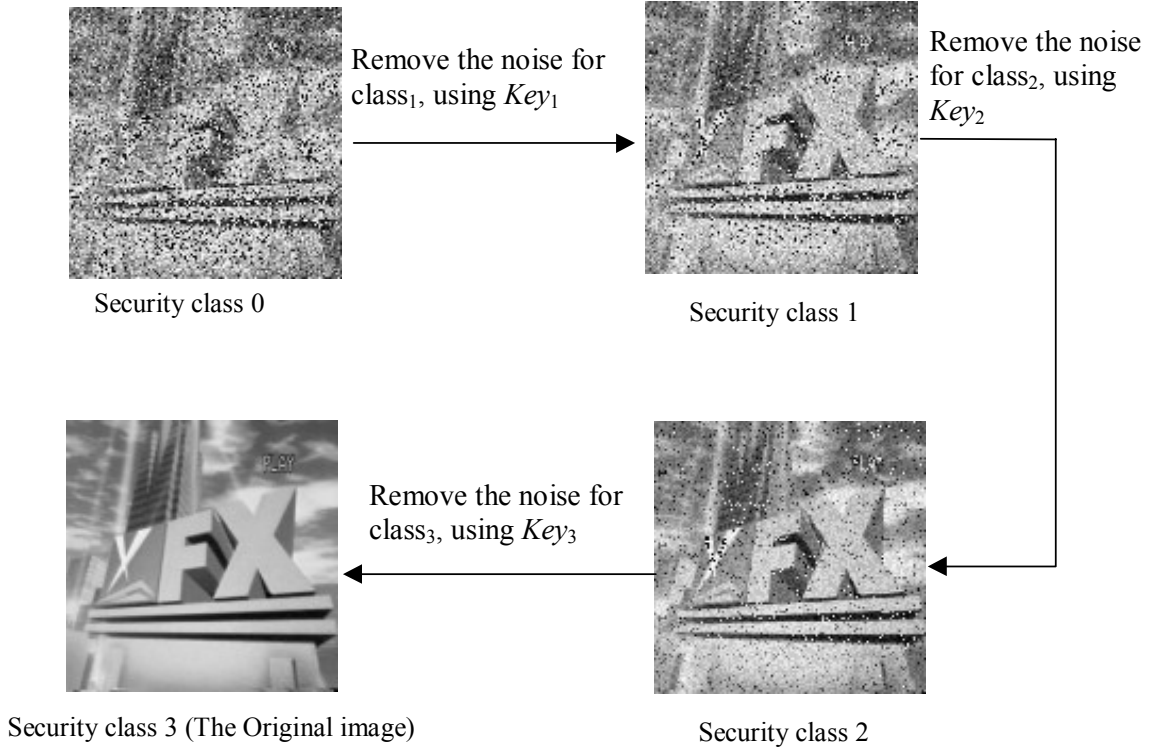 Remove the noise for
class₁, using Key₁
Remove the noise
for class₂, using
Key₂
Security class 0
Security class 1
PLAY
XFX
Remove the noise for
class₃, using Key₃
Security class 3 (The Original image)
Security class 2